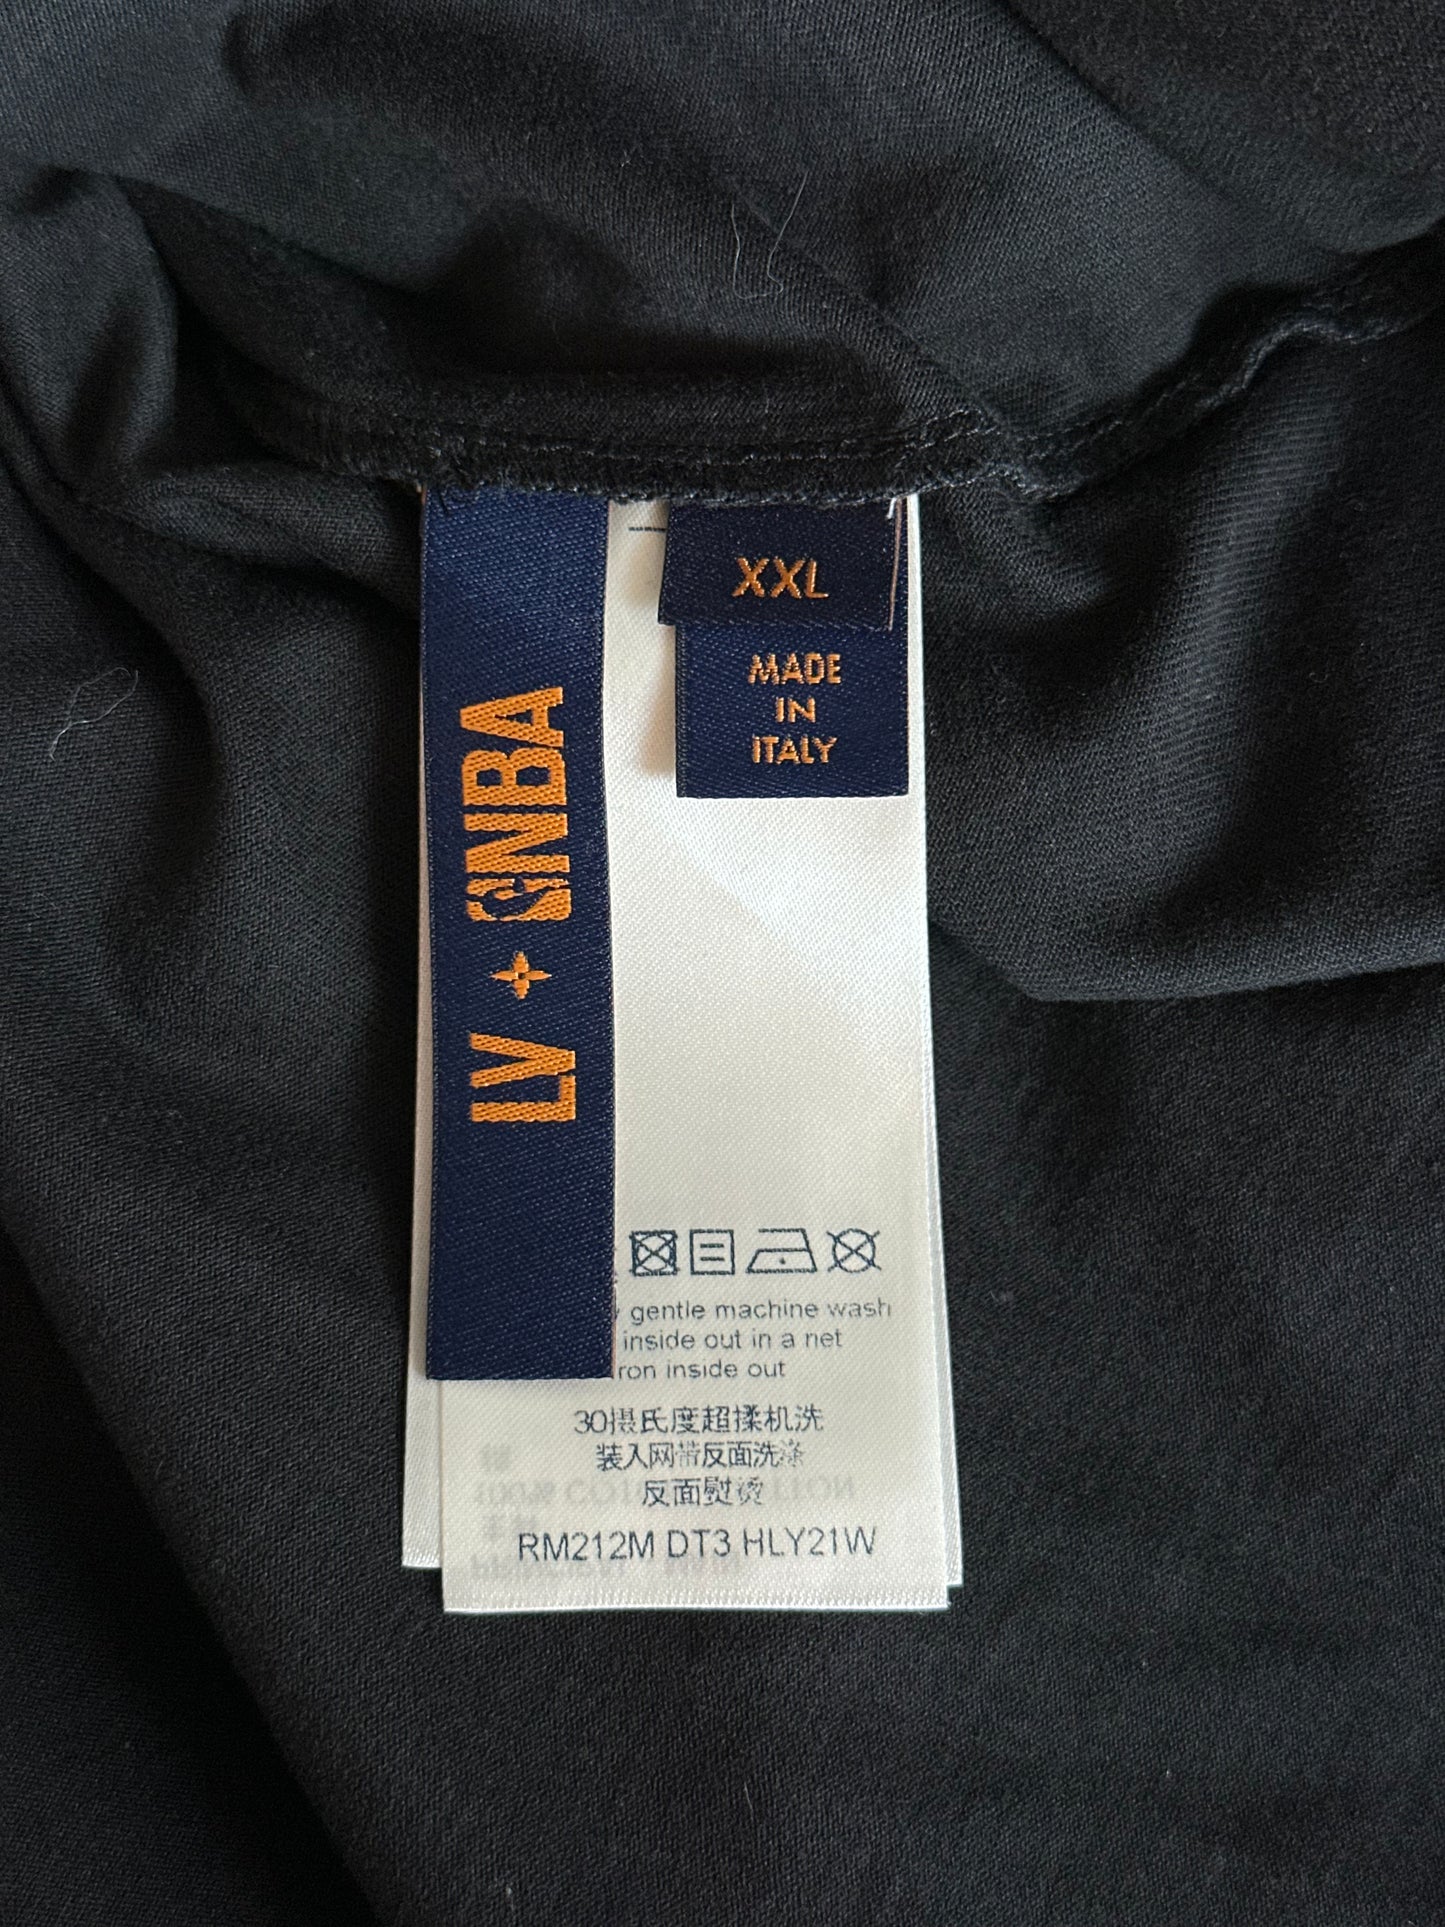 XXL
MADE
IN
ITALY
LV + NBA
gentle machine wash
inside out in a net
out
30摄氏度超揉机洗
装入网带反面洗涤
反面熨烫
RM212M DT3 HLY21W